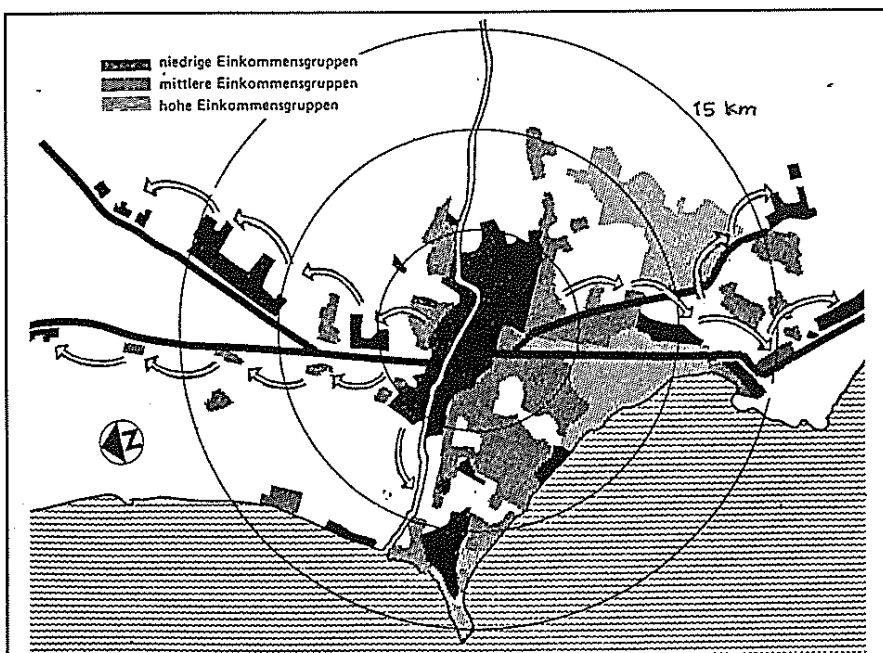 niedrige Einkommensgruppen
mittlere Einkommensgruppen
hohe Einkommensgruppen
15 km
N